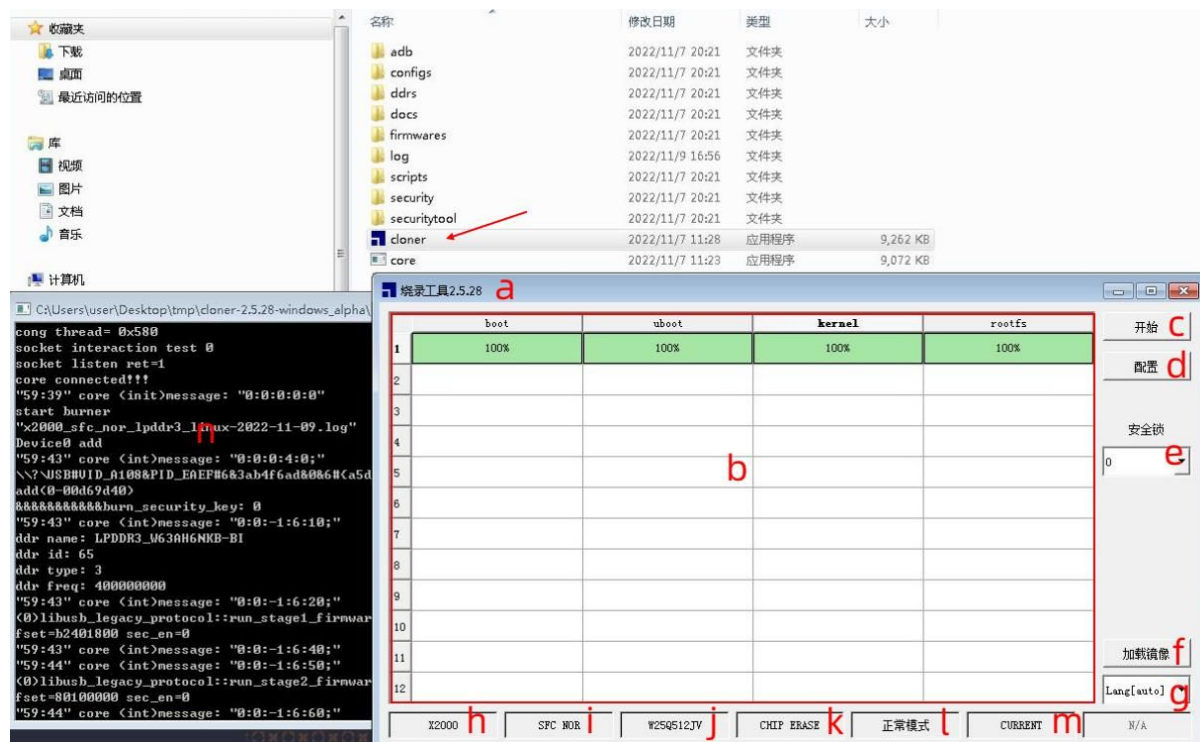 收藏夹
下载
桌面
最近访问的位置
库
视频
图片
文档
音乐
计算机
名称 修改日期 类型 大小
adb 2022/11/7 20:21 文件夹
configs 2022/11/7 20:21 文件夹
ddrs 2022/11/7 20:21 文件夹
docs 2022/11/7 20:21 文件夹
firmwares 2022/11/7 20:21 文件夹
log 2022/11/9 16:56 文件夹
scripts 2022/11/7 20:21 文件夹
security 2022/11/7 20:21 文件夹
securitytool 2022/11/7 20:21 文件夹
cloner 2022/11/7 11:28 应用程序 9,262 KB
core 2022/11/7 11:23 应用程序 9,072 KB
C:\Users\user\Desktop\tmp\cloner-2.5.28-windows_alpha\
cong thread= 0x580
socket interaction test 0
socket listen ret=1
core connected!!!
"59:39" core (init)message: "0:0:0:0:0"
start burner
"x2000_sfc_nor_lpddr3_linux-2022-11-09.log"
n
Device0 add
"59:43" core (int)message: "0:0:0:4:0;"
\\?\USB#VID_A108&PID_EAEF#6&3ab4f6ad&0&6#{a5d
add(0-00d69d40)
&&&&&&&&&&&burn_security_key: 0
"59:43" core (int)message: "0:0:-1:6:10;"
ddr name: LPDDR3_W63AH6NKB-BI
ddr id: 65
ddr type: 3
ddr freq: 400000000
"59:43" core (int)message: "0:0:-1:6:20;"
(0)libusb_legacy_protocol::run_stage1_firmwar
fset=b2401800 sec_en=0
"59:43" core (int)message: "0:0:-1:6:40;"
"59:44" core (int)message: "0:0:-1:6:50;"
(0)libusb_legacy_protocol::run_stage2_firmwar
fset=80100000 sec_en=0
"59:44" core (int)message: "0:0:-1:6:60;"
烧录工具2.5.28 a
boot uboot kernel rootfs
1 100% 100% 100% 100%
2
3
4
5
6
7
8
9
10
11
12
b
开始 c
配置 d
安全锁
0 e
加载镜像 f
Lang[auto] g
X2000 h SFC NOR i W25Q512JV j CHIP ERASE k 正常模式 l CURRENT m N/A